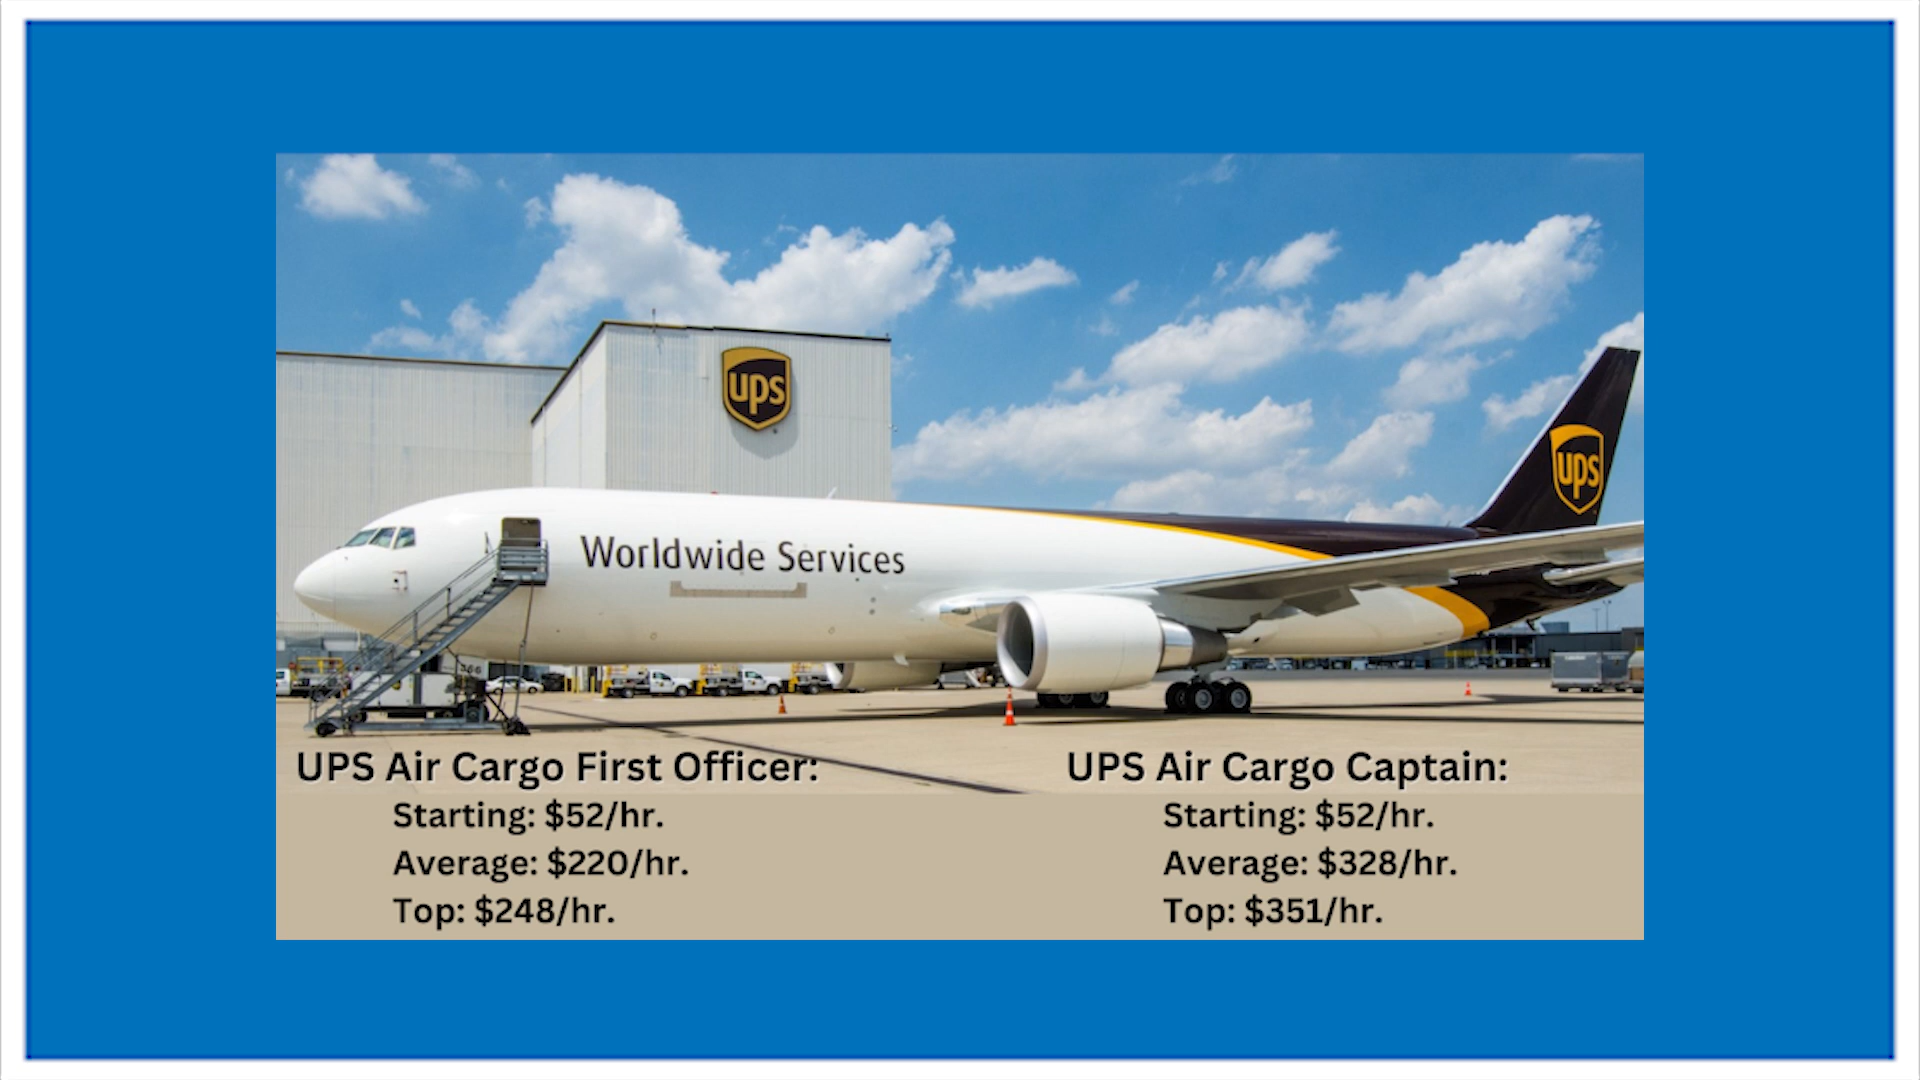 ups
ups
Worldwide Services
366
UPS Air Cargo First Officer:
Starting: $52/hr.
Average: $220/hr.
Top: $248/hr.
UPS Air Cargo Captain:
Starting: $52/hr.
Average: $328/hr.
Top: $351/hr.